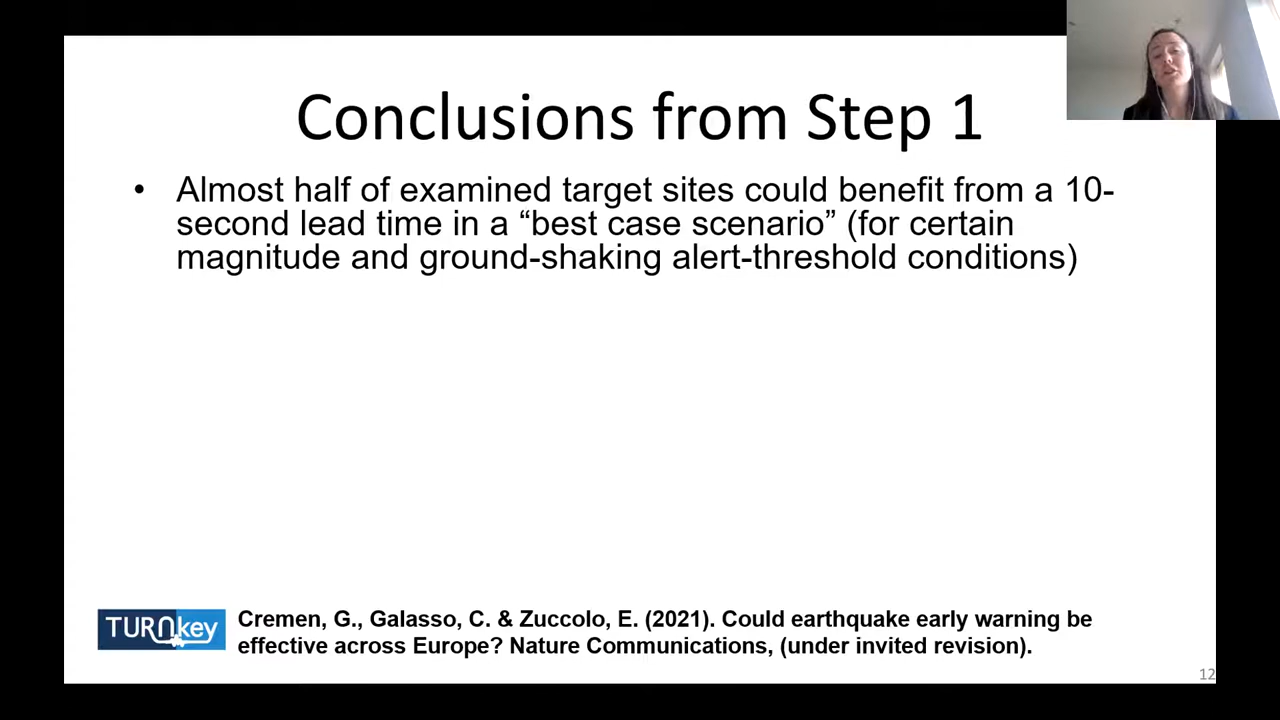 Conclusions from Step 1
• Almost half of examined target sites could benefit from a 10-
second lead time in a “best case scenario” (for certain
magnitude and ground-shaking alert-threshold conditions)
TURNkey
Cremen, G., Galasso, C. & Zuccolo, E. (2021). Could earthquake early warning be
effective across Europe? Nature Communications, (under invited revision).
12